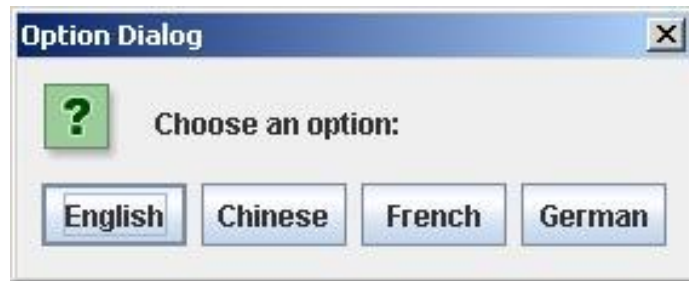 Option Dialog
?
Choose an option:
English Chinese French German